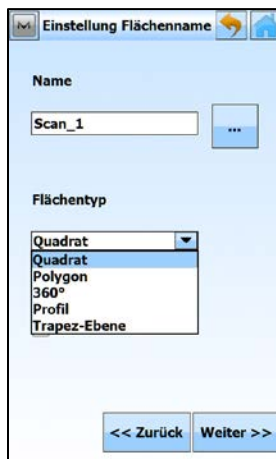 Einstellung Flächenname
Name
Scan_1
...
Flächentyp
Quadrat
Quadrat
Polygon
360°
Profil
Trapez-Ebene
<< Zurück
Weiter >>